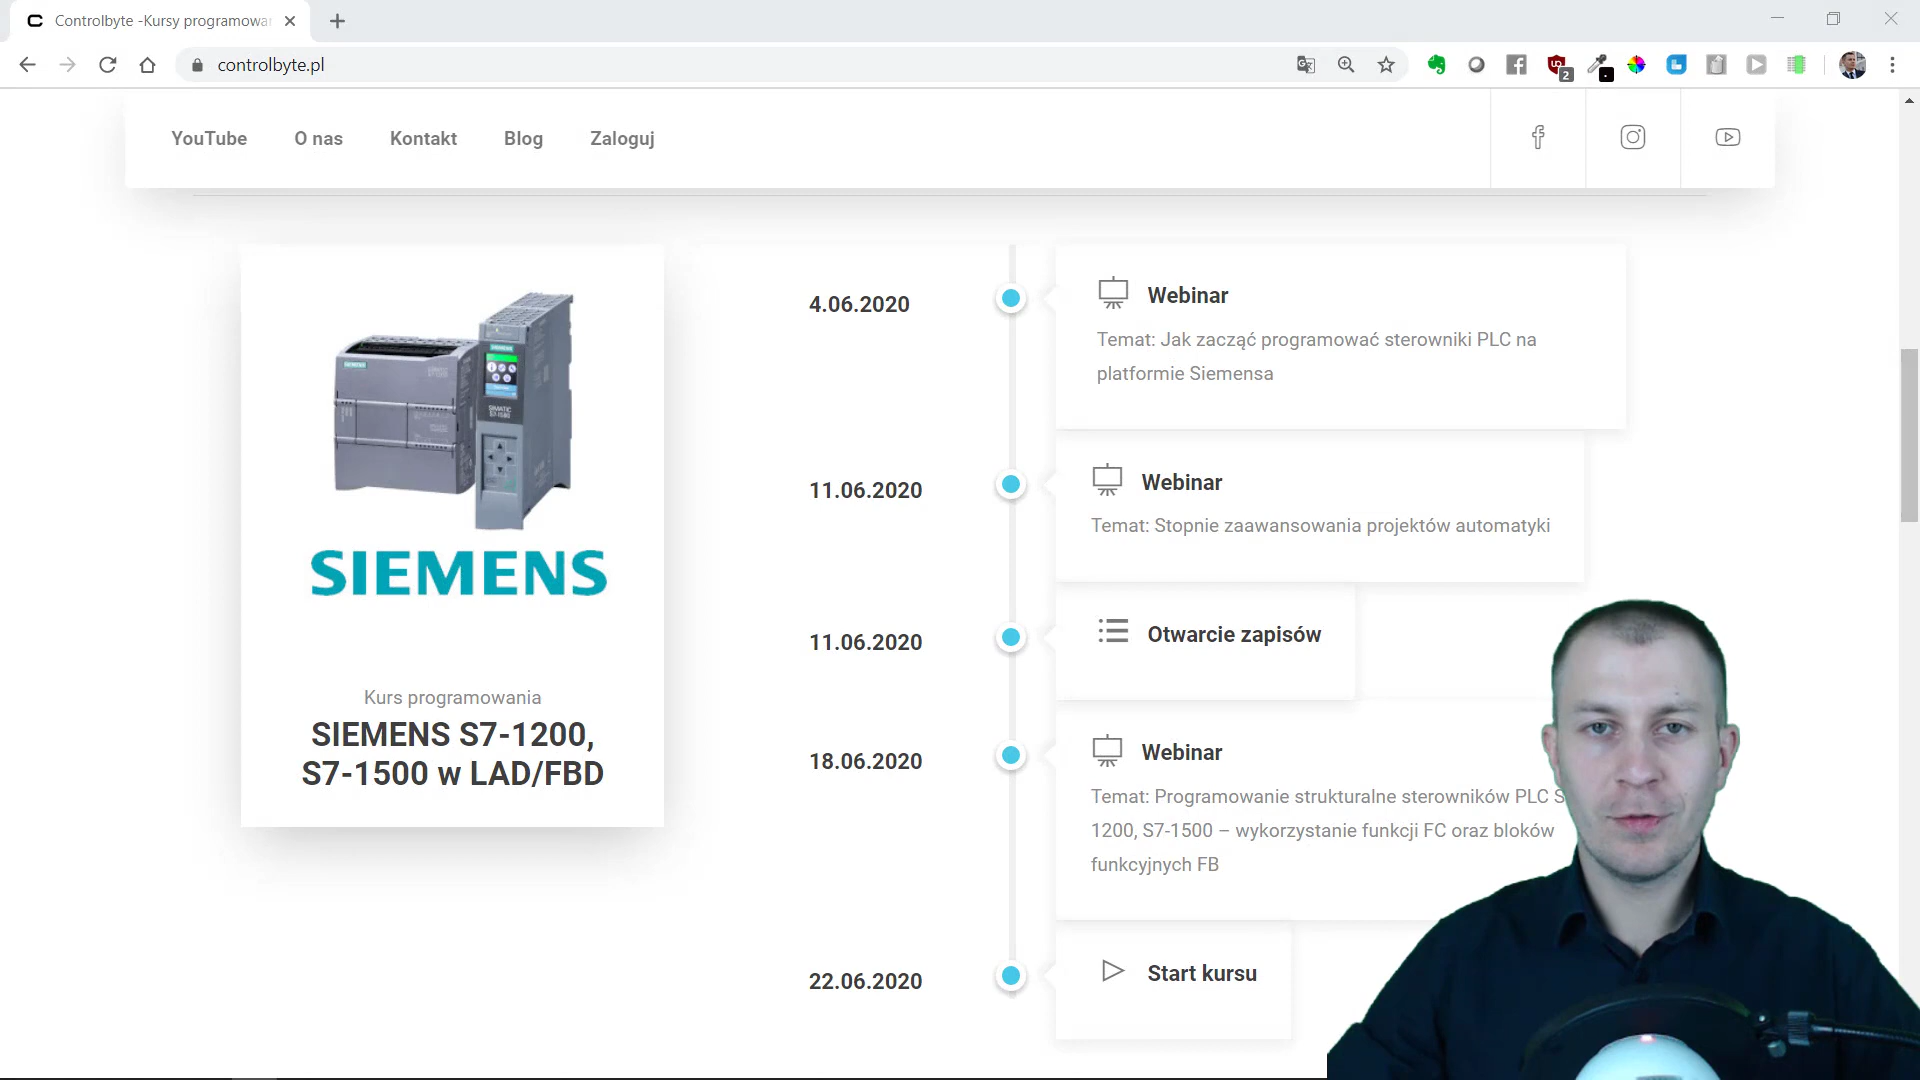 Controlbyte -Kursy programowan
controlbyte.pl
2
YouTube O nas Kontakt Blog Zaloguj
SIEMENS
Kurs programowania
SIEMENS S7-1200,
S7-1500 w LAD/FBD
4.06.2020
Webinar
Temat: Jak zacząć programować sterowniki PLC na
platformie Siemensa
11.06.2020
Webinar
Temat: Stopnie zaawansowania projektów automatyki
11.06.2020
Otwarcie zapisów
18.06.2020
Webinar
Temat: Programowanie strukturalne sterowników PLC S
1200, S7-1500 – wykorzystanie funkcji FC oraz bloków
funkcyjnych FB
22.06.2020
Start kursu